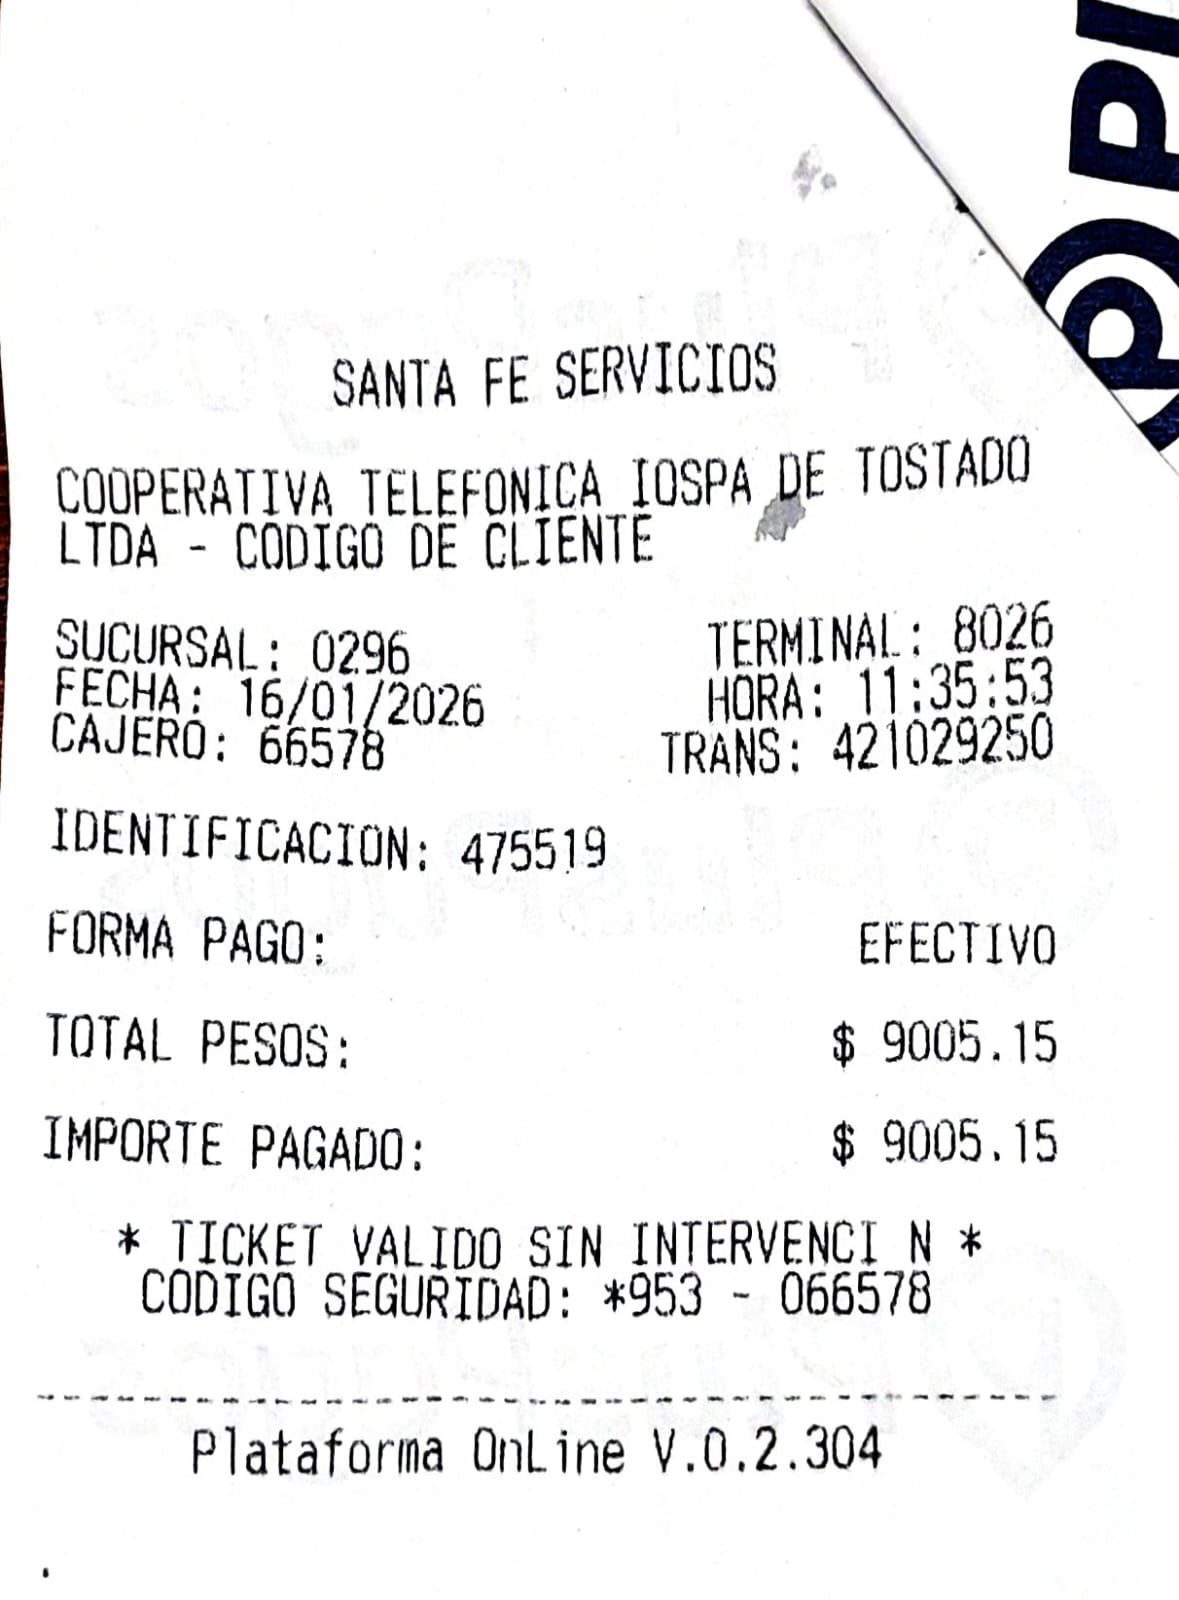 SANTA FE SERVICIOS
COOPERATIVA TELEFONICA IOSPA DE TOSTADO
LTDA - CODIGO DE CLIENTE
SUCURSAL: 0296 TERMINAL: 8026
FECHA: 16/01/2026 HORA: 11:35:53
CAJERO: 66578 TRANS: 421029250
IDENTIFICACION: 475519
FORMA PAGO: EFECTIVO
TOTAL PESOS: $ 9005.15
IMPORTE PAGADO: $ 9005.15
* TICKET VALIDO SIN INTERVENCI N *
CODIGO SEGURIDAD: *953 - 066578
Plataforma OnLine V.0.2.304